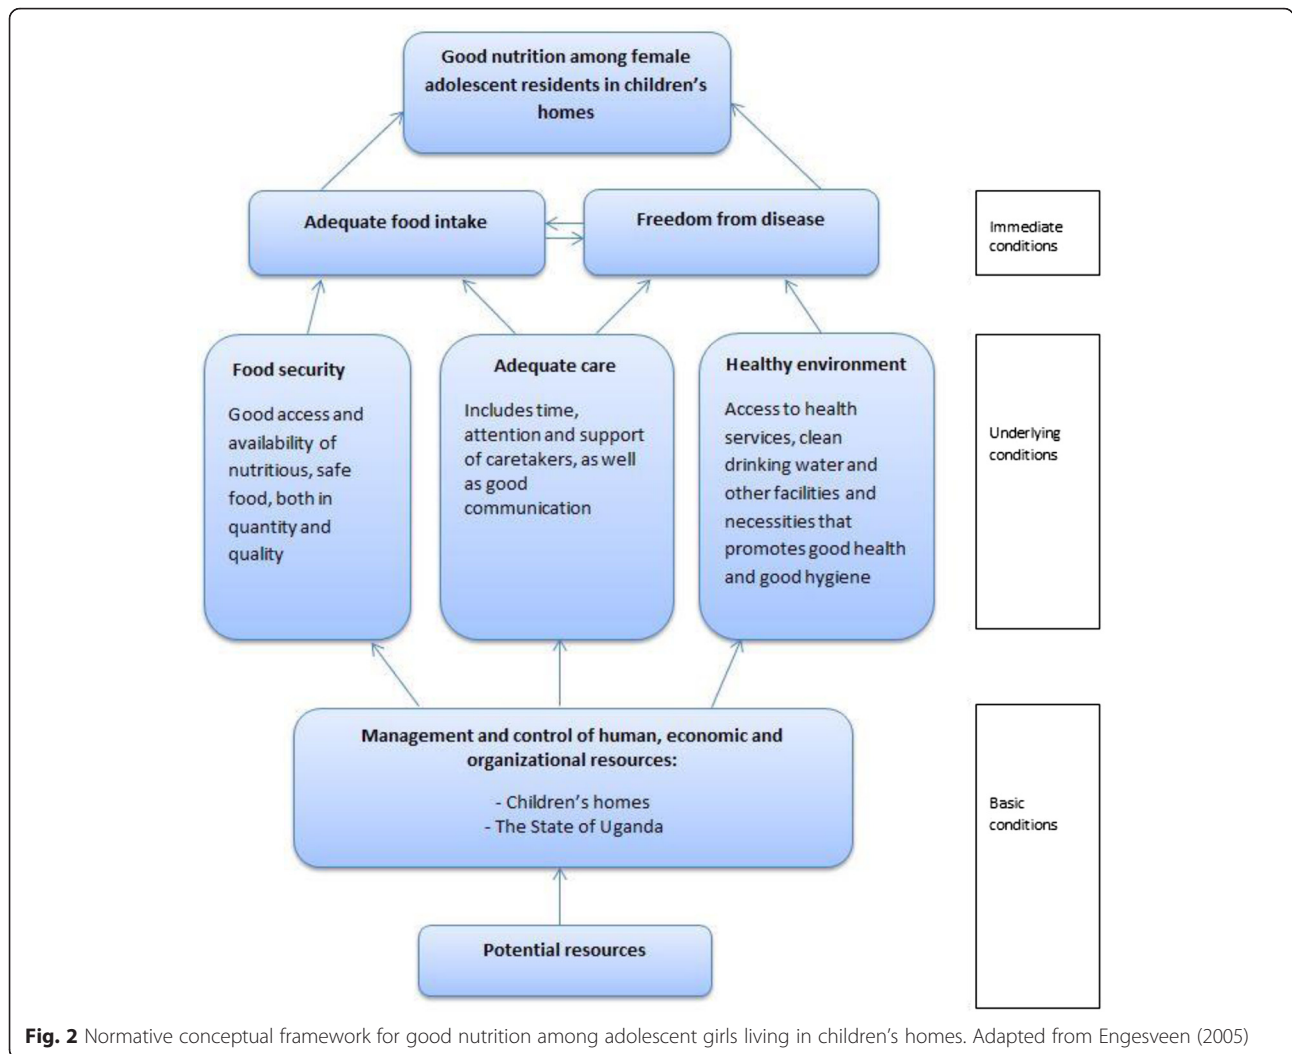 Good nutrition among female
adolescent residents in children's
homes
Adequate food intake
Freedom from disease
Immediate
conditions
Food security
Good access and
availability of
nutritious, safe
food, both in
quantity and
quality
Adequate care
Includes time,
attention and support
of caretakers, as well
as good
communication
Healthy environment
Access to health
services, clean
drinking water and
other facilities and
necessities that
promotes good health
and good hygiene
Underlying
conditions
Management and control of human, economic and
organizational resources:
- Children's homes
- The State of Uganda
Basic
conditions
Potential resources
Fig. 2 Normative conceptual framework for good nutrition among adolescent girls living in children's homes. Adapted from Engesveen (2005)